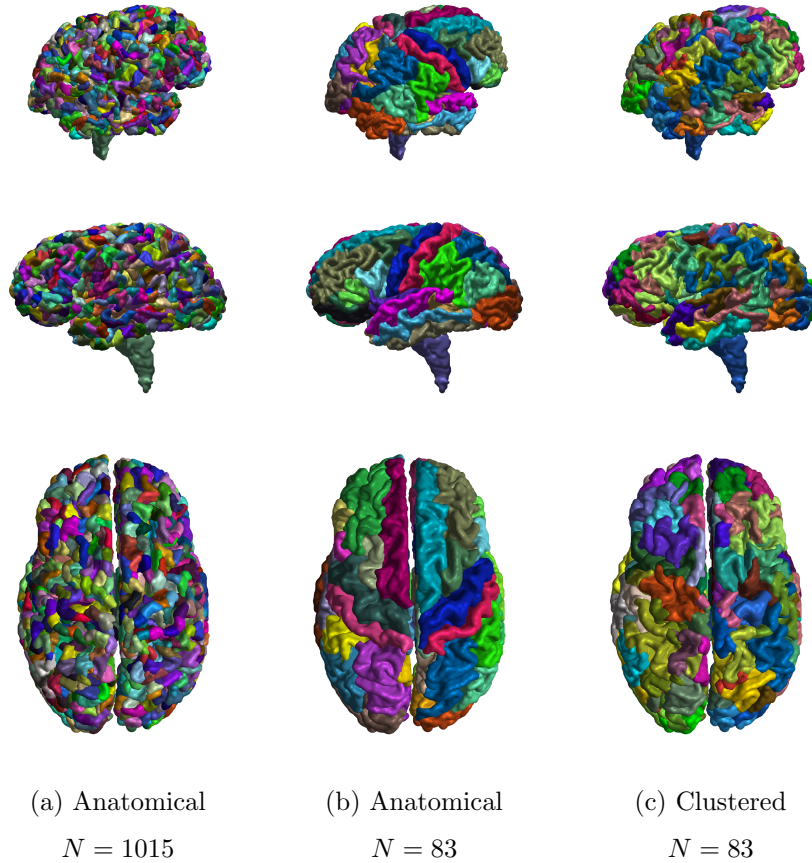 (a) Anatomical
N = 1015
(b) Anatomical
N = 83
(c) Clustered
N = 83